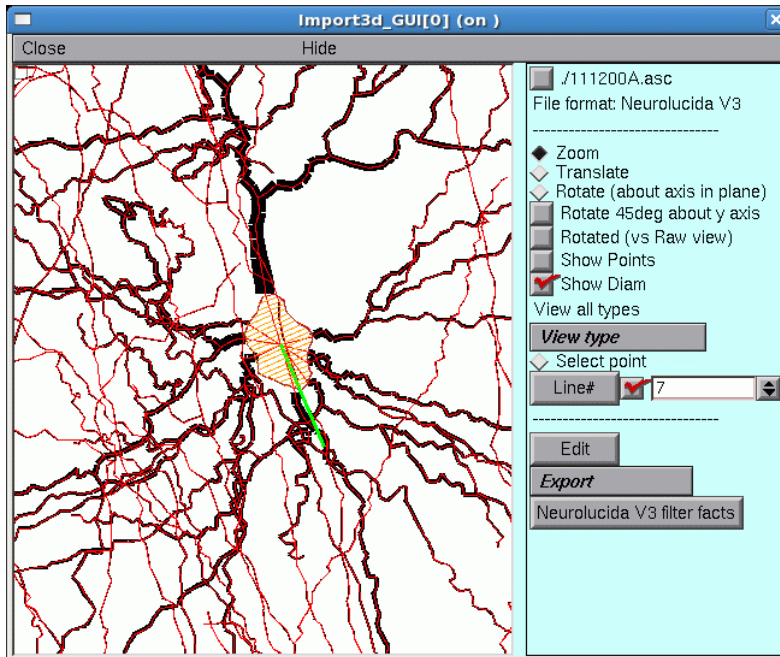 Import3d_GUI[0] (on )
Close Hide
./111200A.asc
File format: Neurolucida V3
-------------------------------
Zoom
Translate
Rotate (about axis in plane)
Rotate 45deg about y axis
Rotated (vs Raw view)
Show Points
Show Diam
View all types
View type
Select point
Line# 7
-------------------------------
Edit
Export
Neurolucida V3 filter facts